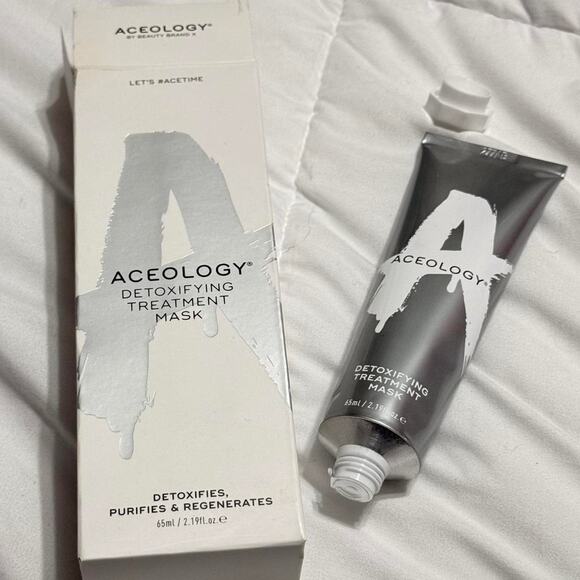 ACEOLOGY®
BY BEAUTY BRAND X
LET'S #ACETIME
ACEOLOGY®
DETOXIFYING
TREATMENT
MASK
DETOXIFIES,
PURIFIES & REGENERATES
65ml / 2.19fl.oz.℮
ACEOLOGY®
DETOXIFYING
TREATMENT
MASK
65ml / 2.19fl.oz.℮